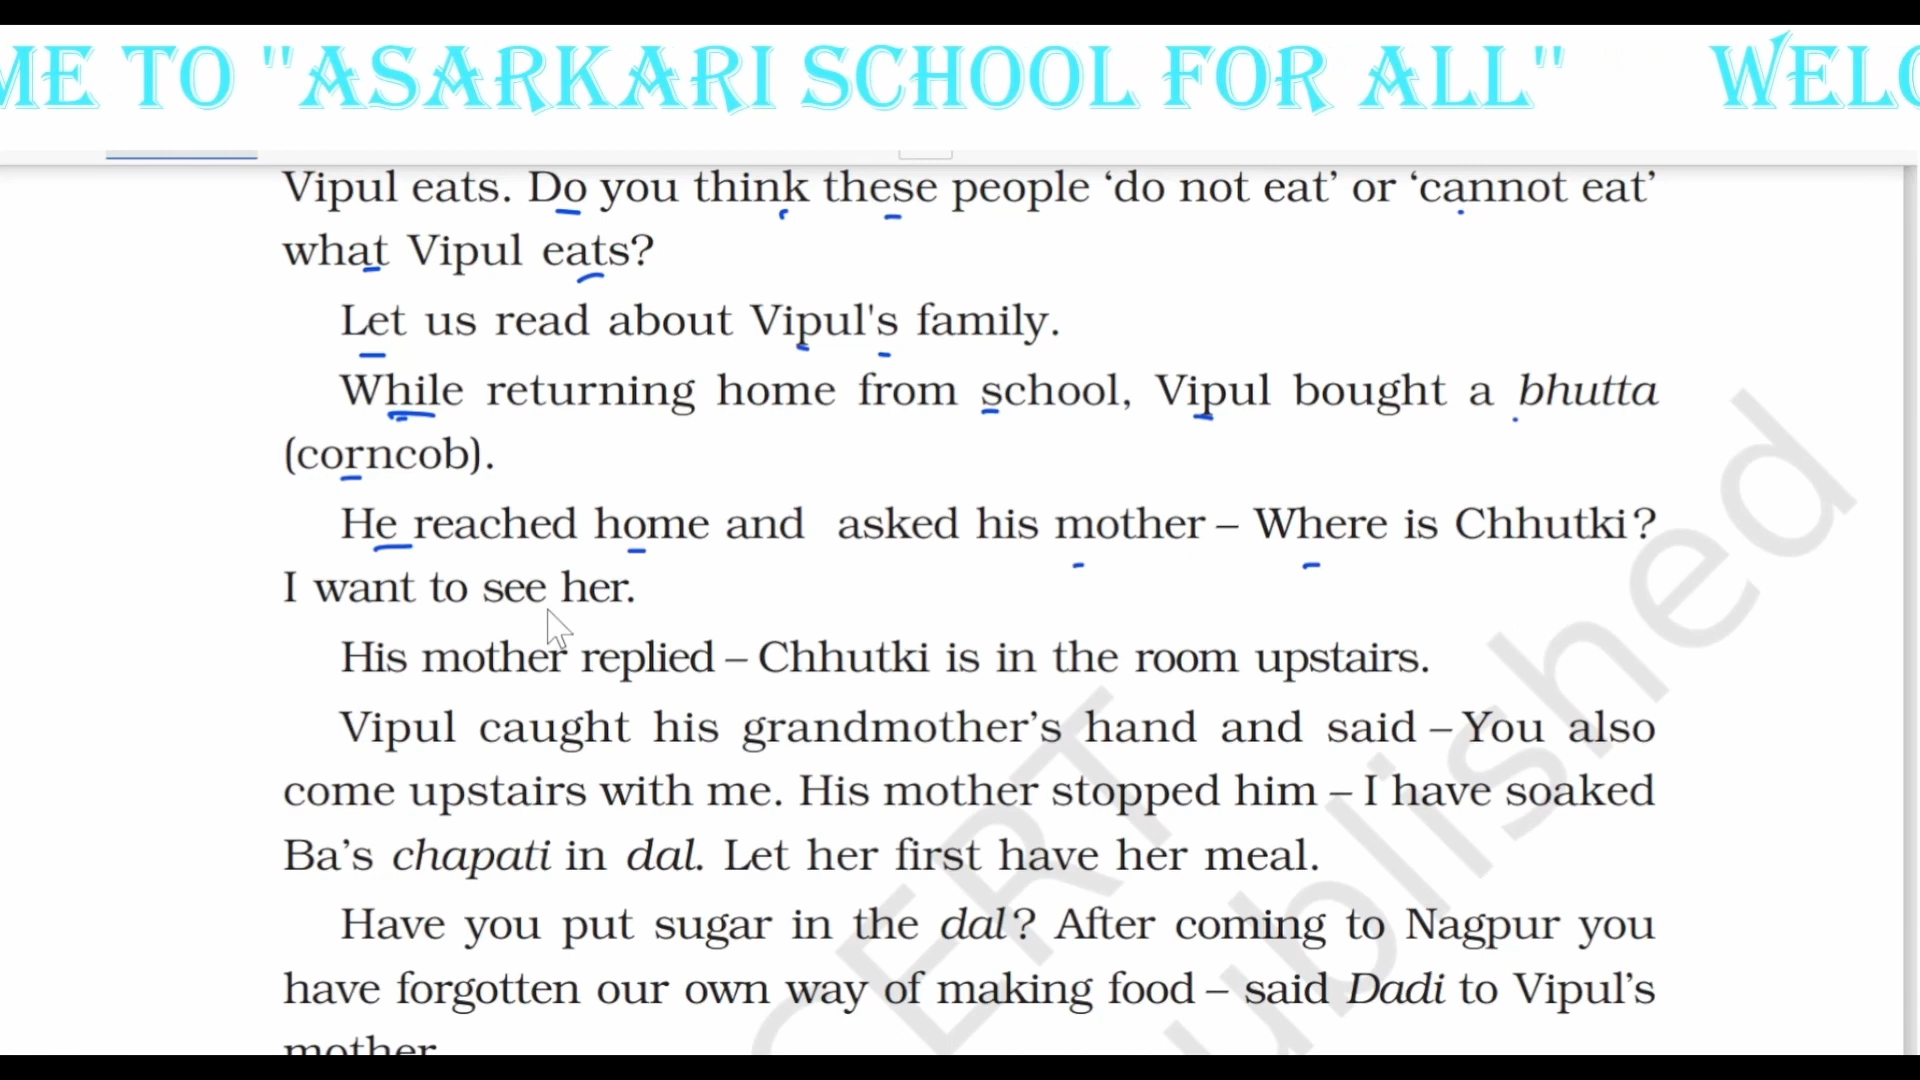 ME TO "ASARKARI SCHOOL FOR ALL" WELC
Vipul eats. Do you think these people ‘do not eat’ or ‘cannot eat’
what Vipul eats?
Let us read about Vipul's family.
While returning home from school, Vipul bought a bhutta
(corncob).
He reached home and asked his mother – Where is Chhutki?
I want to see her.
His mother replied – Chhutki is in the room upstairs.
Vipul caught his grandmother’s hand and said – You also
come upstairs with me. His mother stopped him – I have soaked
Ba’s chapati in dal. Let her first have her meal.
Have you put sugar in the dal? After coming to Nagpur you
have forgotten our own way of making food – said Dadi to Vipul’s
mother.
CERT
ublished